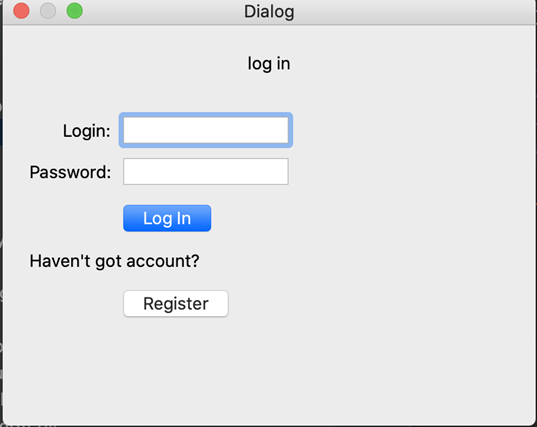 Dialog
log in
Login:
Password:
Log In
Haven't got account?
Register